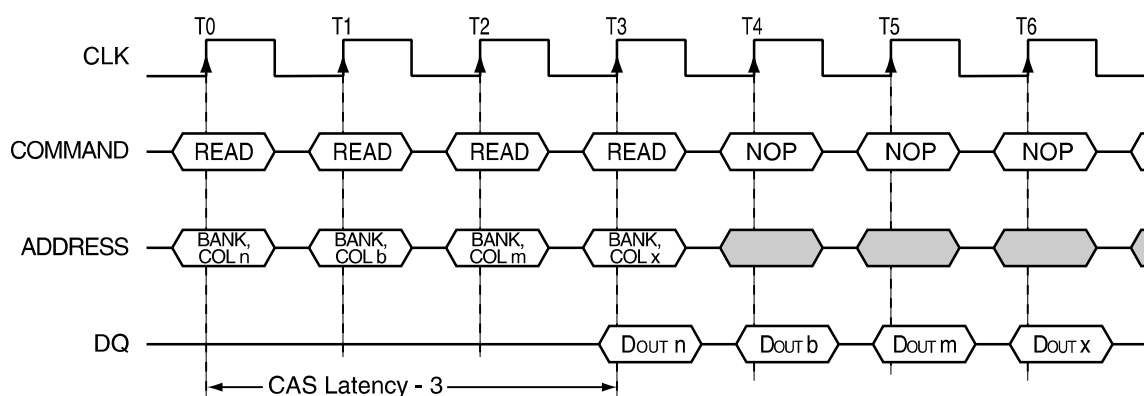 T0 T1 T2 T3 T4 T5 T6
CLK
COMMAND READ READ READ READ NOP NOP NOP
ADDRESS BANK, COL n BANK, COL b BANK, COL m BANK, COL x
DQ DOUT n DOUT b DOUT m DOUT x
CAS Latency - 3